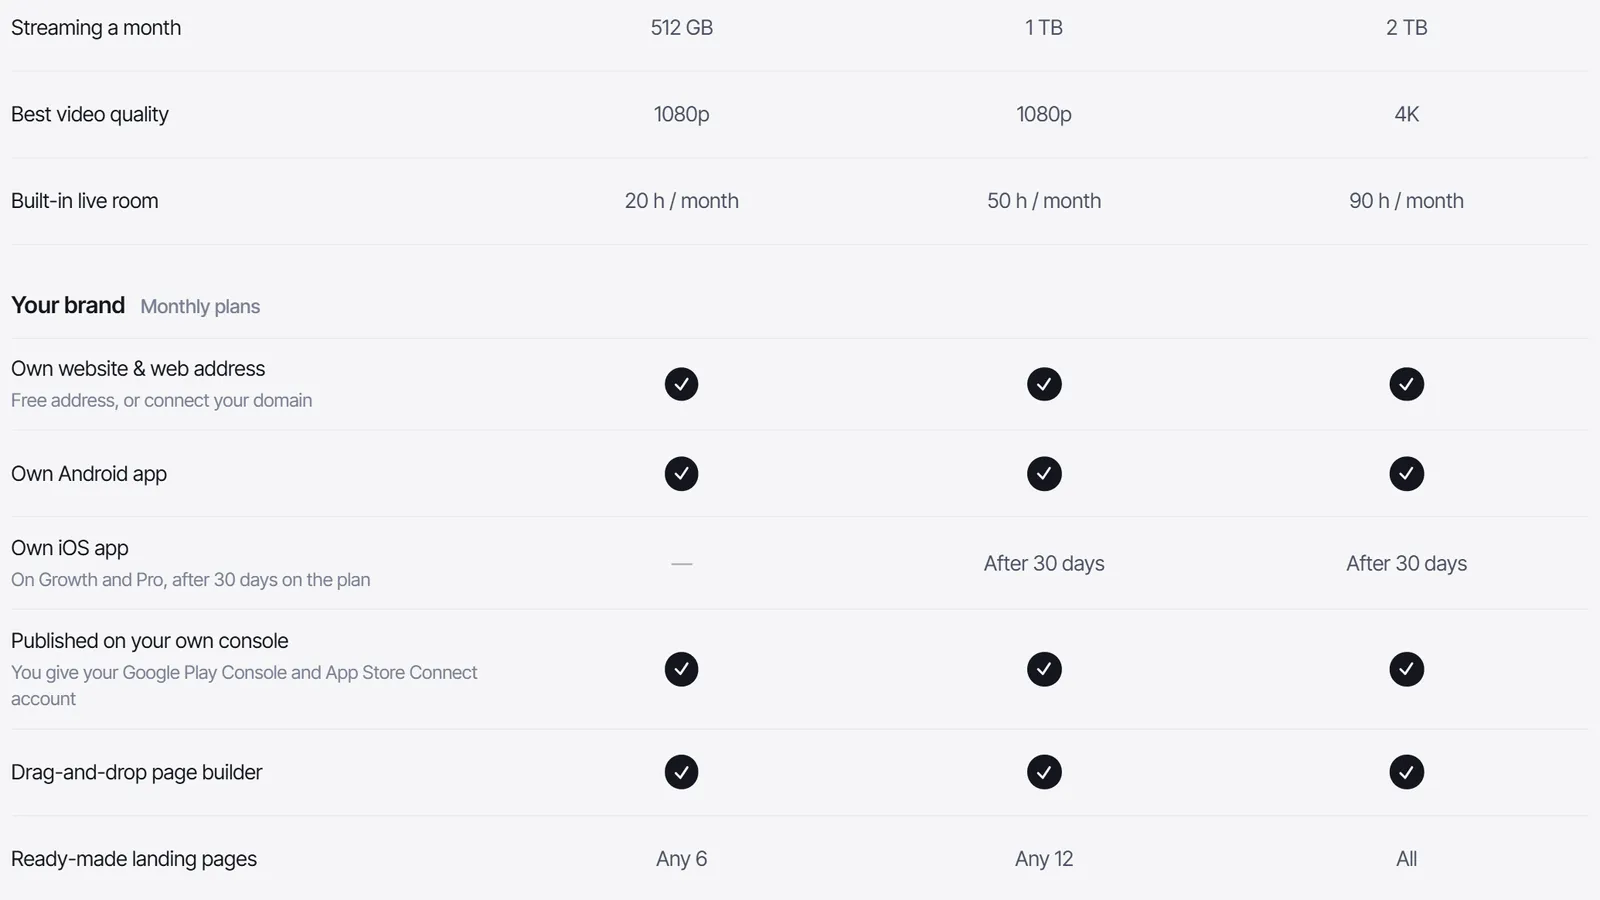 Streaming a month 512 GB 1 TB 2 TB
Best video quality 1080p 1080p 4K
Built-in live room 20 h / month 50 h / month 90 h / month
Your brand Monthly plans
Own website & web address
Free address, or connect your domain
Own Android app
Own iOS app — After 30 days After 30 days
On Growth and Pro, after 30 days on the plan
Published on your own console
You give your Google Play Console and App Store Connect
account
Drag-and-drop page builder
Ready-made landing pages Any 6 Any 12 All